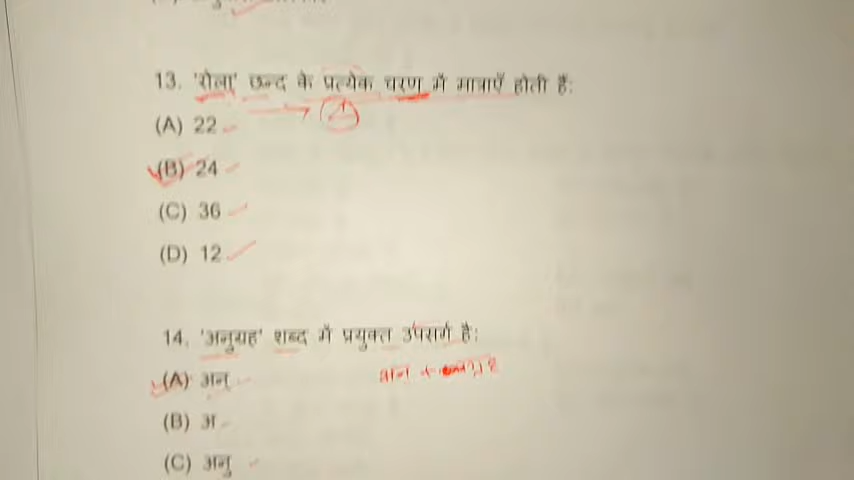 13. 'रोला' छन्द के प्रत्येक चरण में मात्राएँ होती हैं:
(A) 22
(B) 24
(C) 36
(D) 12
14. 'अनुग्रह' शब्द में प्रयुक्त उपसर्ग है:
(A) अन्
(B) अ
(C) अनु